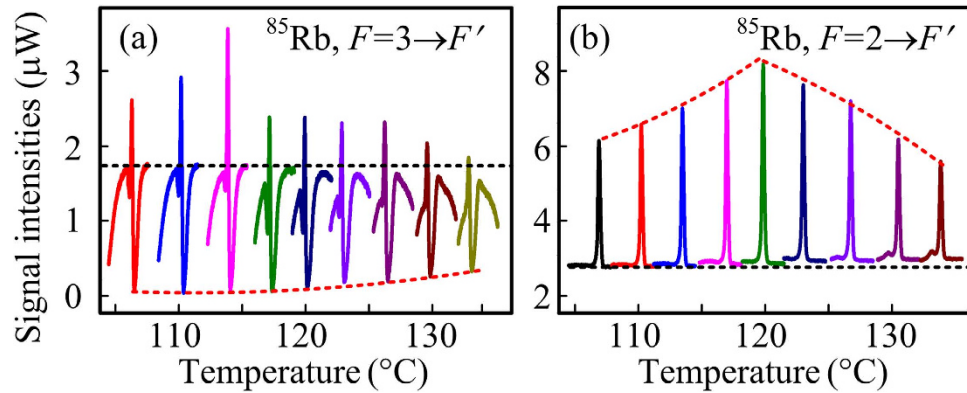 Signal intensities (μW)
(a) ⁸⁵Rb, F=3→F′
3
2
1
0
110 120 130
Temperature (°C)
(b) ⁸⁵Rb, F=2→F′
8
6
4
2
110 120 130
Temperature (°C)